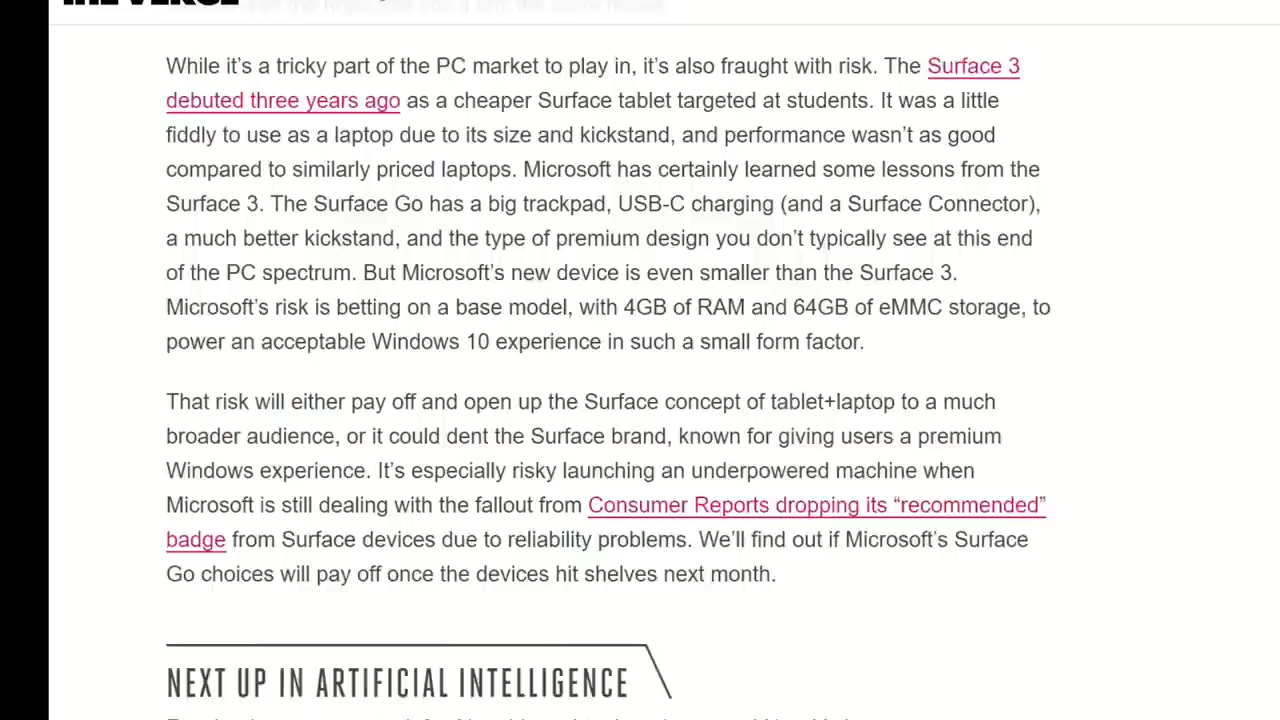 THE VERGE
While it’s a tricky part of the PC market to play in, it’s also fraught with risk. The Surface 3
debuted three years ago as a cheaper Surface tablet targeted at students. It was a little
fiddly to use as a laptop due to its size and kickstand, and performance wasn’t as good
compared to similarly priced laptops. Microsoft has certainly learned some lessons from the
Surface 3. The Surface Go has a big trackpad, USB-C charging (and a Surface Connector),
a much better kickstand, and the type of premium design you don’t typically see at this end
of the PC spectrum. But Microsoft’s new device is even smaller than the Surface 3.
Microsoft’s risk is betting on a base model, with 4GB of RAM and 64GB of eMMC storage, to
power an acceptable Windows 10 experience in such a small form factor.
That risk will either pay off and open up the Surface concept of tablet+laptop to a much
broader audience, or it could dent the Surface brand, known for giving users a premium
Windows experience. It’s especially risky launching an underpowered machine when
Microsoft is still dealing with the fallout from Consumer Reports dropping its “recommended”
badge from Surface devices due to reliability problems. We’ll find out if Microsoft’s Surface
Go choices will pay off once the devices hit shelves next month.
NEXT UP IN ARTIFICIAL INTELLIGENCE